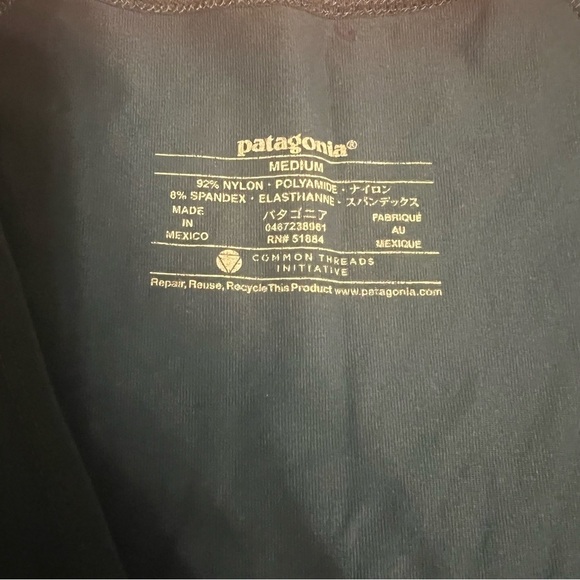 patagonia®
MEDIUM
92% NYLON · POLYAMIDE · ナイロン
8% SPANDEX · ELASTHANNE · スパンデックス
MADE IN MEXICO
パタゴニア
0467238961
RN# 51884
FABRIQUÉ AU MEXIQUE
COMMON THREADS
INITIATIVE
Repair, Reuse, Recycle This Product www.patagonia.com